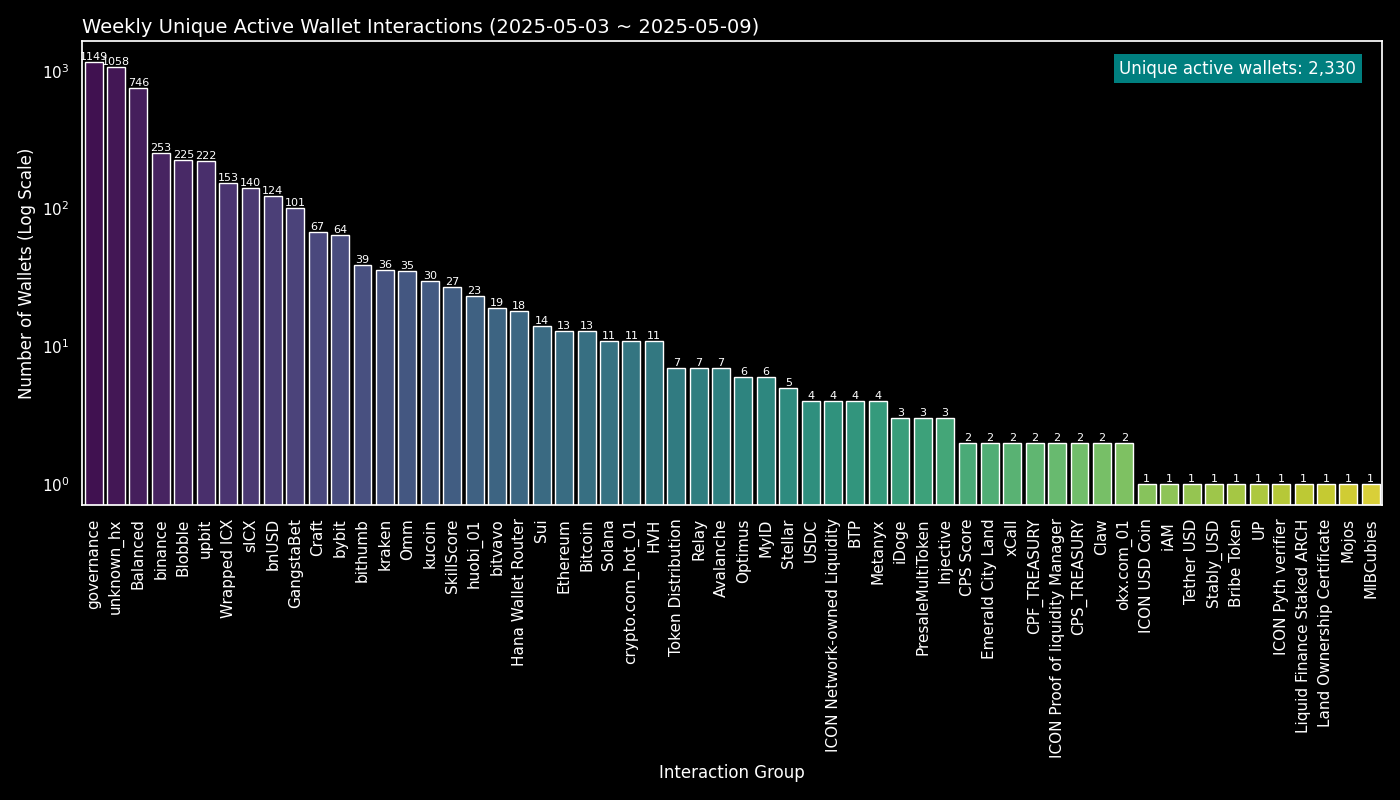 Weekly Unique Active Wallet Interactions (2025-05-03 ~ 2025-05-09)
Unique active wallets: 2,330
Number of Wallets (Log Scale)
10³
10²
10¹
10⁰
1149
1058
746
253
225
222
153
140
124
101
67
64
39
36
35
30
27
23
19
18
14
13
13
11
11
11
7
7
7
6
6
5
4
4
4
4
3
3
3
2
2
2
2
2
2
2
2
1
1
1
1
1
1
1
1
1
1
1
governance
unknown_hx
Balanced
binance
Blobble
upbit
Wrapped ICX
sICX
bnUSD
GangstaBet
Craft
bybit
bithumb
kraken
Omm
kucoin
SkillScore
huobi_01
bitvavo
Hana Wallet Router
Sui
Ethereum
Bitcoin
Solana
crypto.com_hot_01
HVH
Token Distribution
Relay
Avalanche
Optimus
MyID
Stellar
USDC
ICON Network-owned Liquidity
BTP
Metanyx
iDoge
PresaleMultiToken
Injective
CPS Score
Emerald City Land
xCall
CPF_TREASURY
ICON Proof of liquidity Manager
CPS_TREASURY
Claw
okx.com_01
ICON USD Coin
iAM
Tether USD
Stably_USD
Bribe Token
UP
ICON Pyth verifier
Liquid Finance Staked ARCH
Land Ownership Certificate
Mojos
MBCubies
Interaction Group